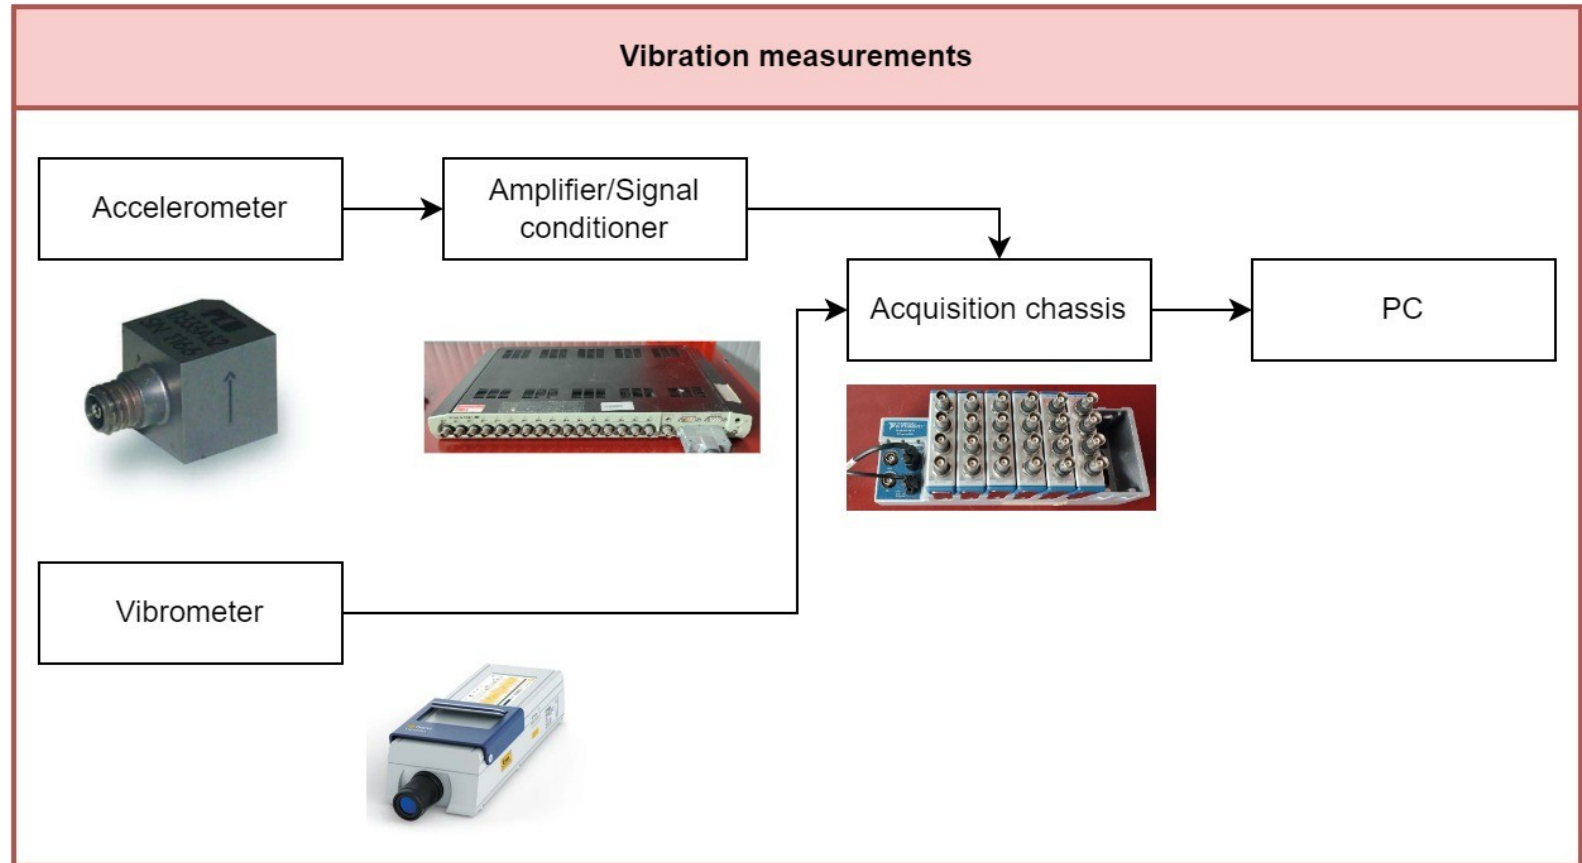 Vibration measurements
Accelerometer
Amplifier/Signal
conditioner
Acquisition chassis
PC
Vibrometer